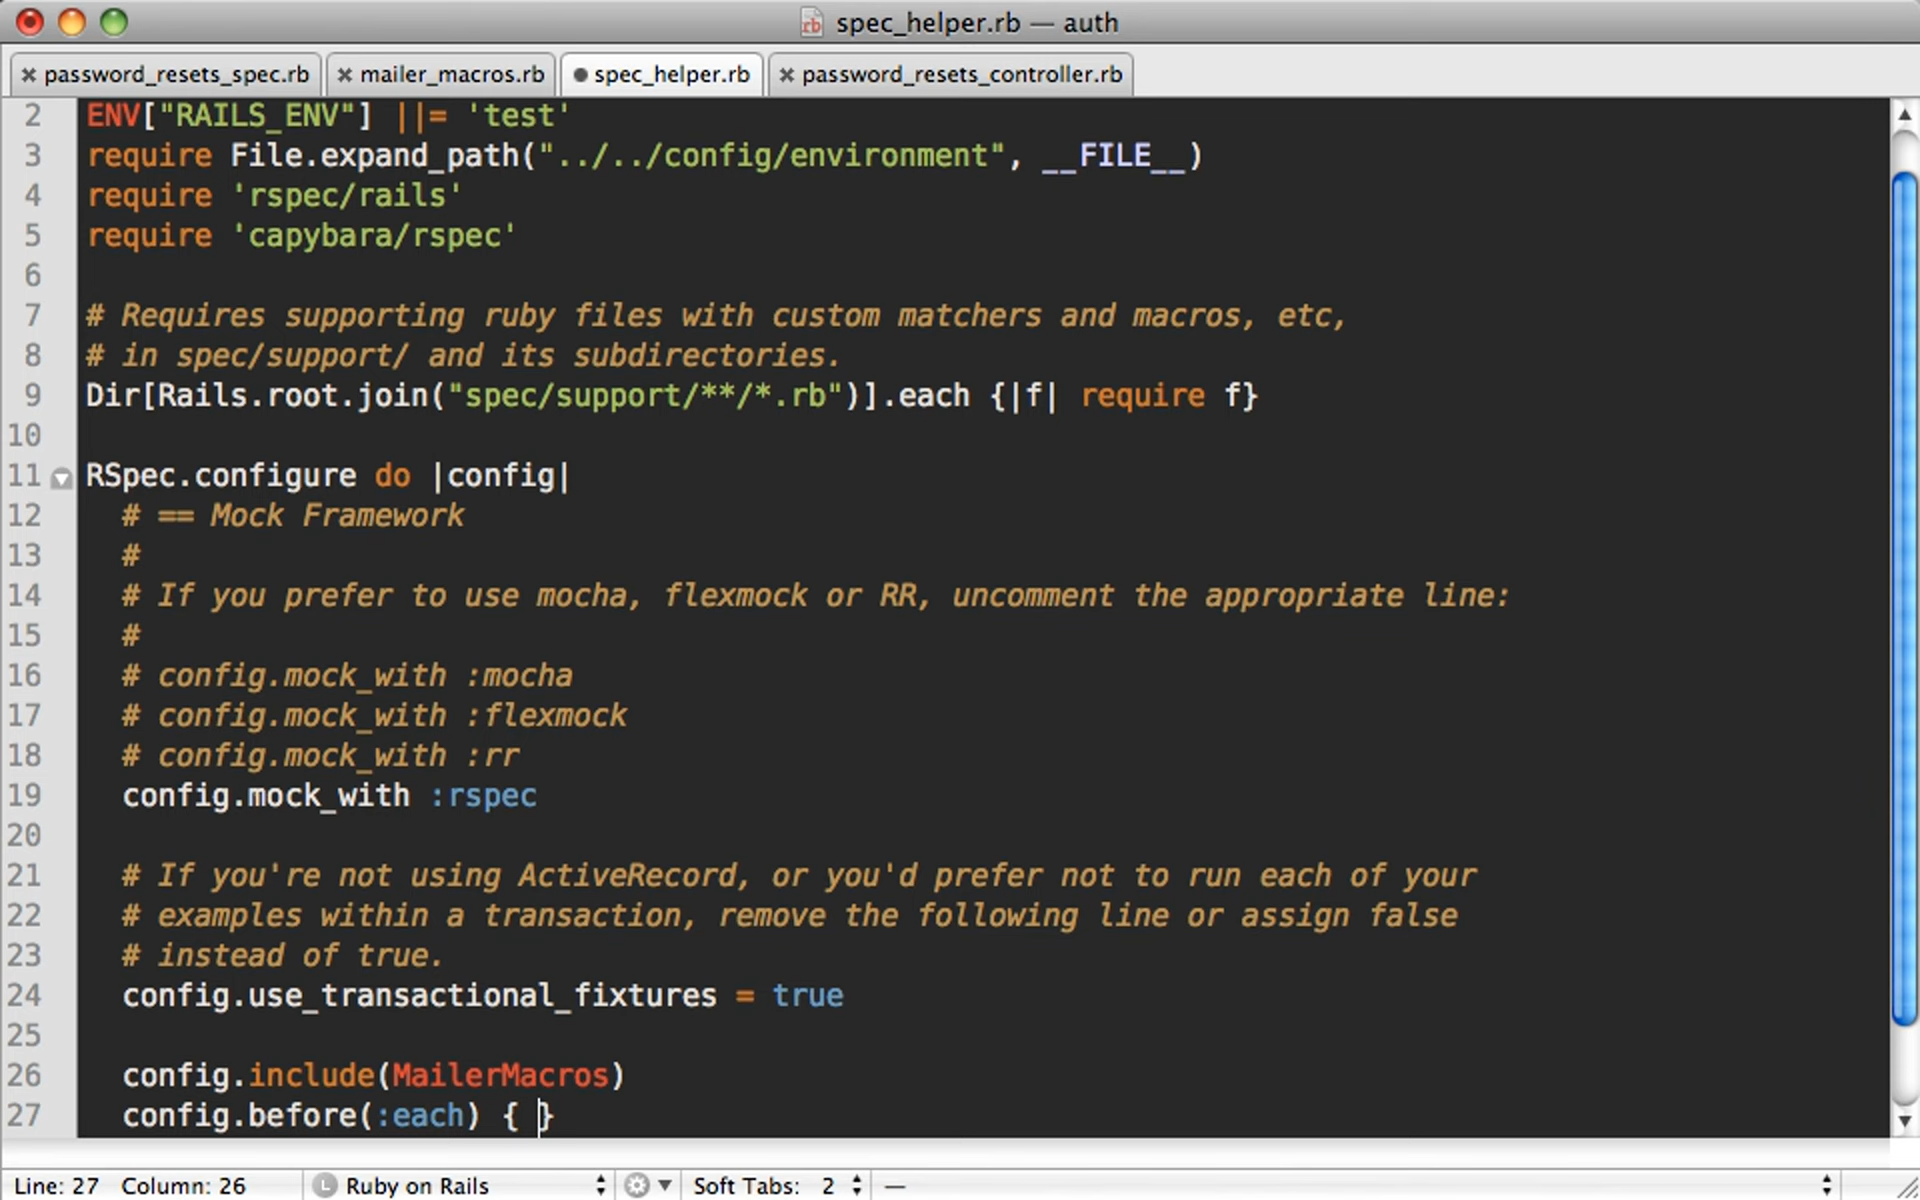 spec_helper.rb — auth
password_resets_spec.rb mailer_macros.rb spec_helper.rb password_resets_controller.rb
2 ENV["RAILS_ENV"] ||= 'test'
3 require File.expand_path("../../config/environment", __FILE__)
4 require 'rspec/rails'
5 require 'capybara/rspec'
6
7 # Requires supporting ruby files with custom matchers and macros, etc,
8 # in spec/support/ and its subdirectories.
9 Dir[Rails.root.join("spec/support/**/*.rb")].each {|f| require f}
10
11 RSpec.configure do |config|
12 # == Mock Framework
13 #
14 # If you prefer to use mocha, flexmock or RR, uncomment the appropriate line:
15 #
16 # config.mock_with :mocha
17 # config.mock_with :flexmock
18 # config.mock_with :rr
19 config.mock_with :rspec
20
21 # If you're not using ActiveRecord, or you'd prefer not to run each of your
22 # examples within a transaction, remove the following line or assign false
23 # instead of true.
24 config.use_transactional_fixtures = true
25
26 config.include(MailerMacros)
27 config.before(:each) { }
Line: 27 Column: 26 L Ruby on Rails Soft Tabs: 2 —